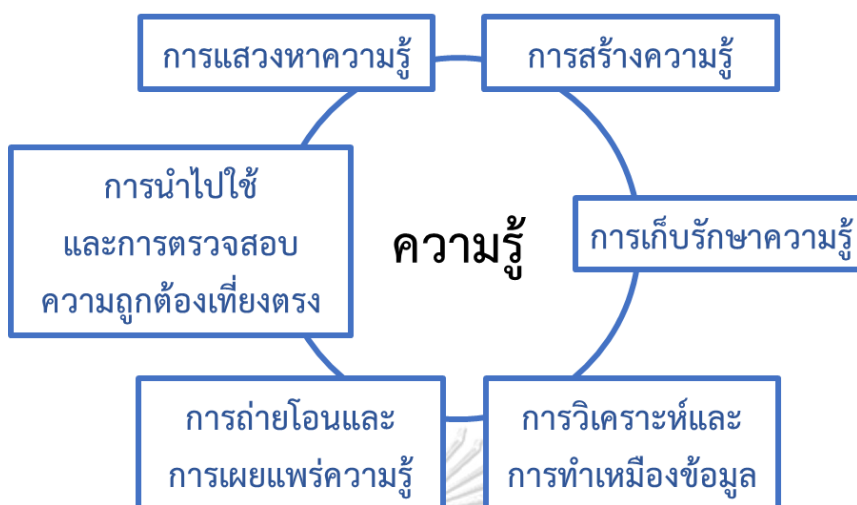 การแสวงหาความรู้
การสร้างความรู้
การนำไปใช้
และการตรวจสอบ
ความถูกต้องเที่ยงตรง
ความรู้
การเก็บรักษาความรู้
การถ่ายโอนและ
การเผยแพร่ความรู้
การวิเคราะห์และ
การทำเหมืองข้อมูล